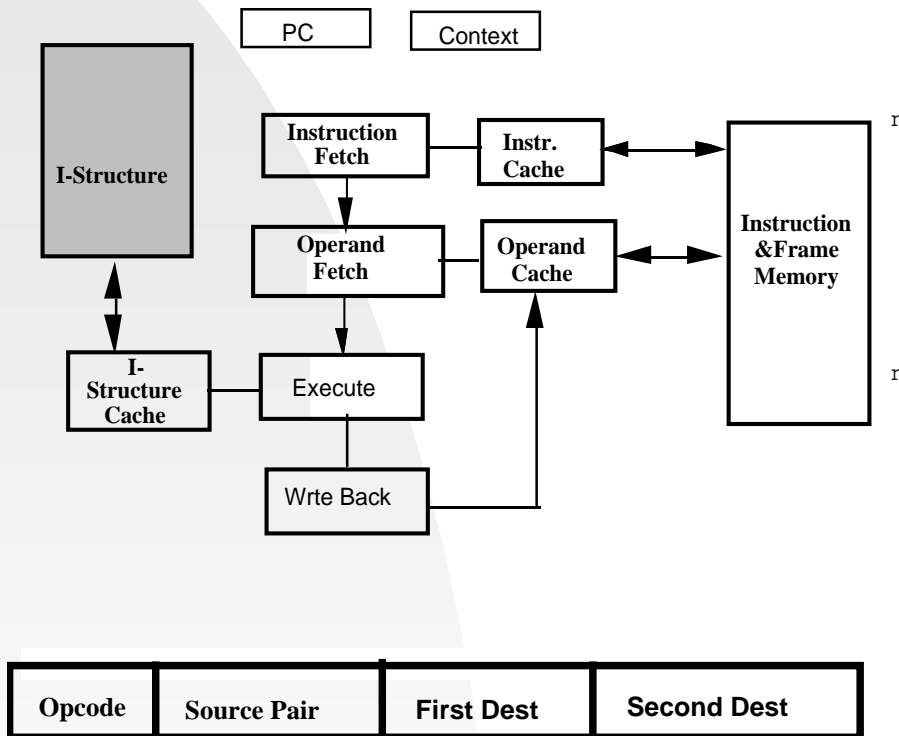 PC
Context
I-Structure
Instruction
Fetch
Instr.
Cache
r
Instruction
&Frame
Memory
Operand
Fetch
Operand
Cache
r
I-
Structure
Cache
Execute
Wrte Back
Opcode
Source Pair
First Dest
Second Dest